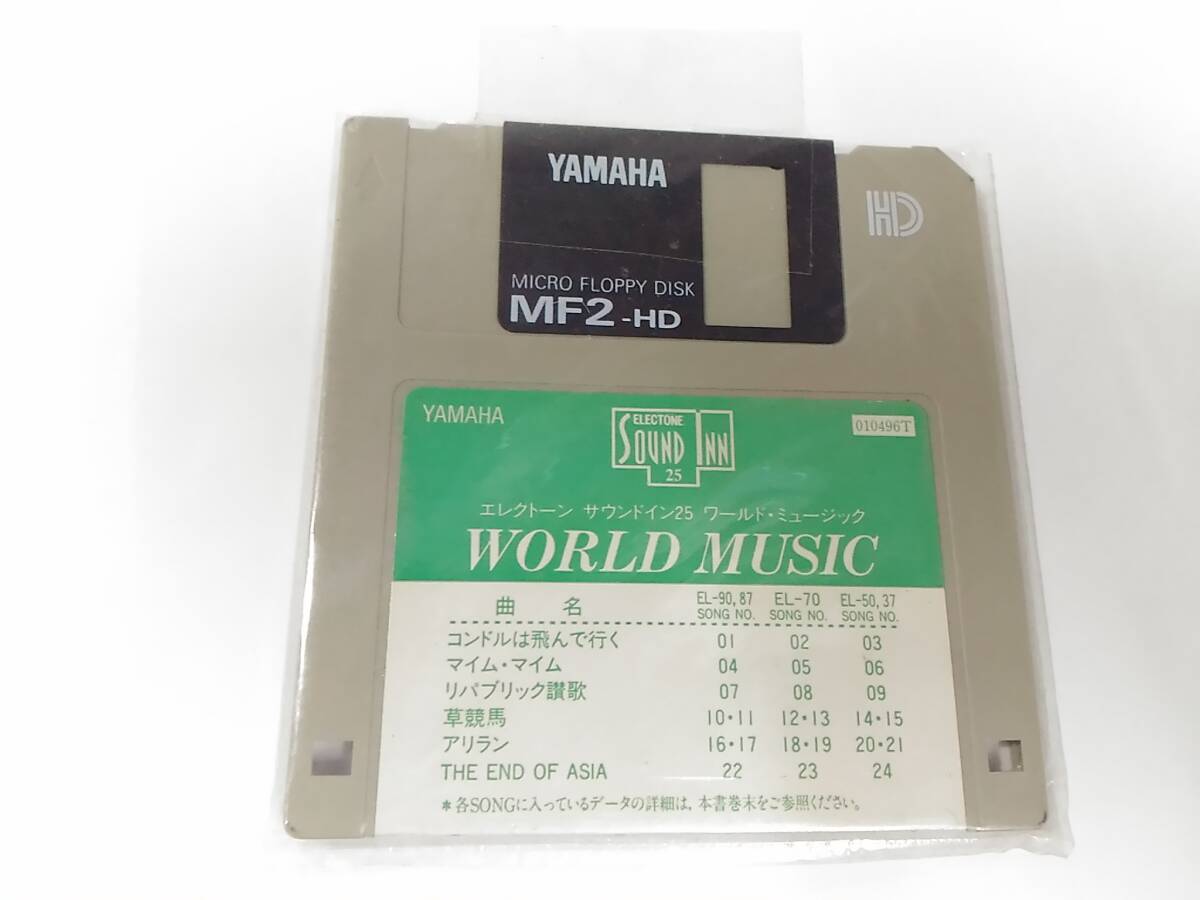 YAMAHA
HD
MICRO FLOPPY DISK
MF2-HD
YAMAHA
ELECTONE
SOUND INN
25
010496T
エレクトーン サウンドイン25 ワールド・ミュージック
WORLD MUSIC
曲 名 EL-90,87 EL-70 EL-50,37
SONG NO. SONG NO. SONG NO.
コンドルは飛んで行く 01 02 03
マイム・マイム 04 05 06
リパブリック讃歌 07 08 09
草競馬 10・11 12・13 14・15
アリラン 16・17 18・19 20・21
THE END OF ASIA 22 23 24
*各SONGに入っているデータの詳細は、本書巻末をご参照ください。